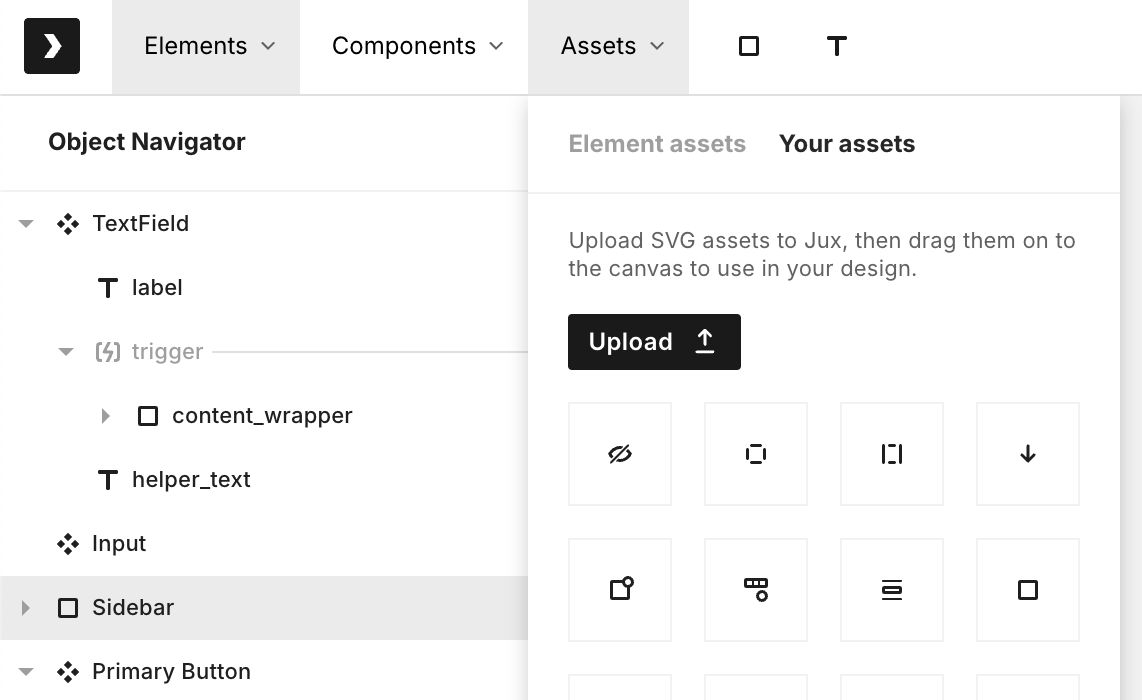 Elements
Components
Assets
Object Navigator
TextField
label
trigger
content_wrapper
helper_text
Input
Sidebar
Primary Button
Element assets
Your assets
Upload SVG assets to Jux, then drag them on to
the canvas to use in your design.
Upload